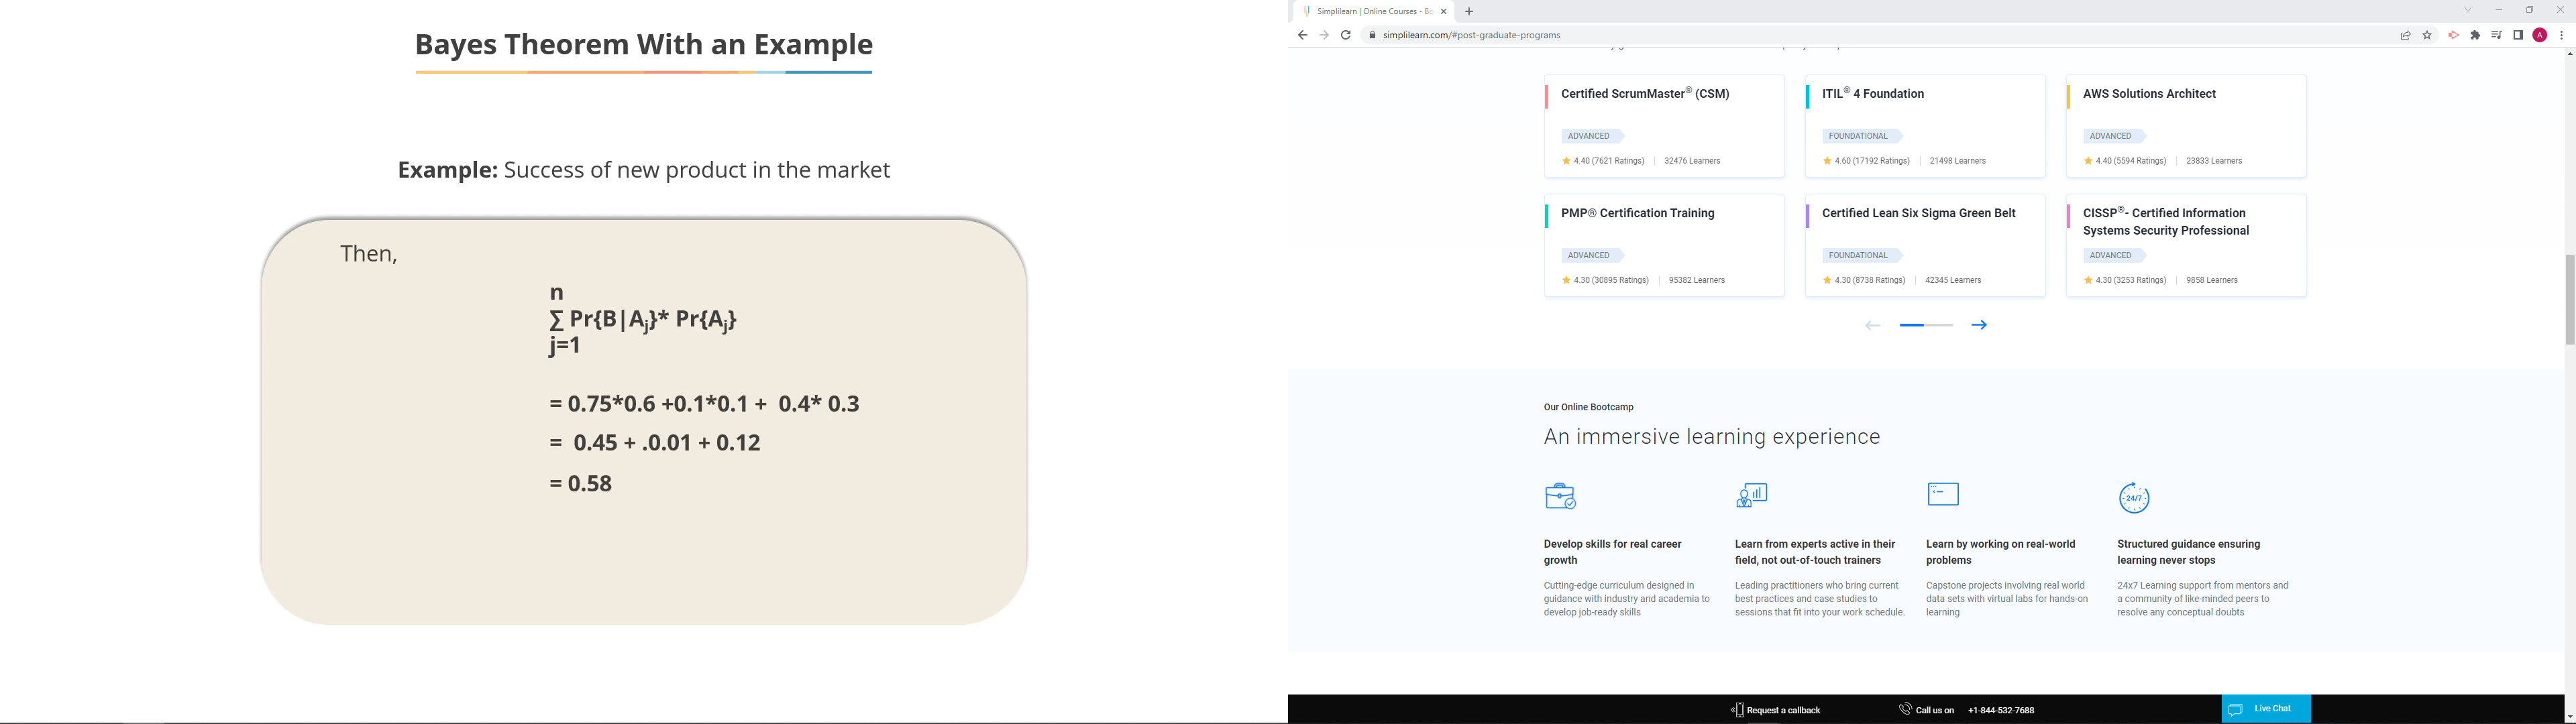 Bayes Theorem With an Example
Example: Success of new product in the market
Then,
n
∑ Pr{B|Aj}* Pr{Aj}
j=1
= 0.75*0.6 +0.1*0.1 + 0.4* 0.3
= 0.45 + .0.01 + 0.12
= 0.58
Simplilearn | Online Courses - Bo
simplilearn.com/#post-graduate-programs
A
Certified ScrumMaster® (CSM)
ADVANCED
4.40 (7621 Ratings) | 32476 Learners
ITIL® 4 Foundation
FOUNDATIONAL
4.60 (17192 Ratings) | 21498 Learners
AWS Solutions Architect
ADVANCED
4.40 (5594 Ratings) | 23833 Learners
PMP® Certification Training
ADVANCED
4.30 (30895 Ratings) | 95382 Learners
Certified Lean Six Sigma Green Belt
FOUNDATIONAL
4.30 (8738 Ratings) | 42345 Learners
CISSP®- Certified Information
Systems Security Professional
ADVANCED
4.30 (3253 Ratings) | 9858 Learners
Our Online Bootcamp
An immersive learning experience
Develop skills for real career
growth
Cutting-edge curriculum designed in
guidance with industry and academia to
develop job-ready skills
Learn from experts active in their
field, not out-of-touch trainers
Leading practitioners who bring current
best practices and case studies to
sessions that fit into your work schedule.
Learn by working on real-world
problems
Capstone projects involving real world
data sets with virtual labs for hands-on
learning
24/7
Structured guidance ensuring
learning never stops
24x7 Learning support from mentors and
a community of like-minded peers to
resolve any conceptual doubts
Request a callback
Call us on +1-844-532-7688
Live Chat